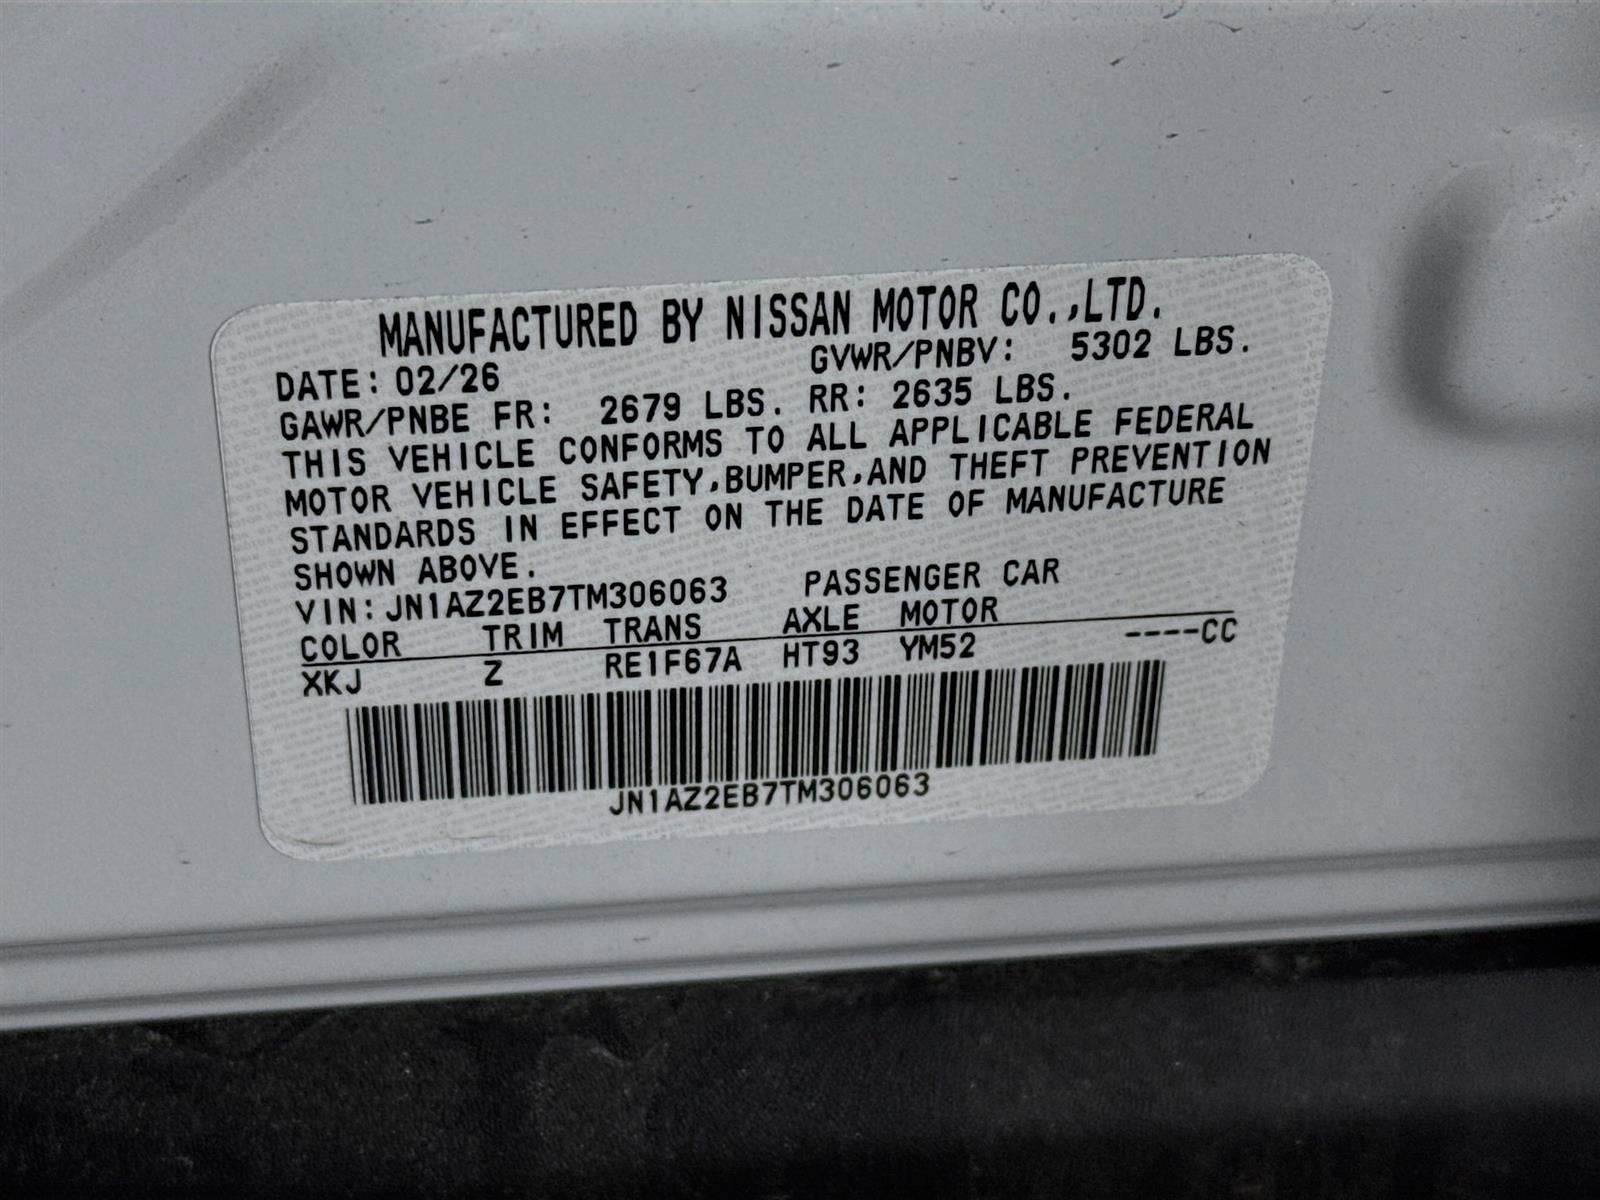 MANUFACTURED BY NISSAN MOTOR CO.,LTD.
DATE: 02/26 GVWR/PNBV: 5302 LBS.
GAWR/PNBE FR: 2679 LBS. RR: 2635 LBS.
THIS VEHICLE CONFORMS TO ALL APPLICABLE FEDERAL
MOTOR VEHICLE SAFETY,BUMPER,AND THEFT PREVENTION
STANDARDS IN EFFECT ON THE DATE OF MANUFACTURE
SHOWN ABOVE.
VIN: JN1AZ2EB7TM306063 PASSENGER CAR
COLOR TRIM TRANS AXLE MOTOR
XKJ Z RE1F67A HT93 YM52 ----CC
JN1AZ2EB7TM306063